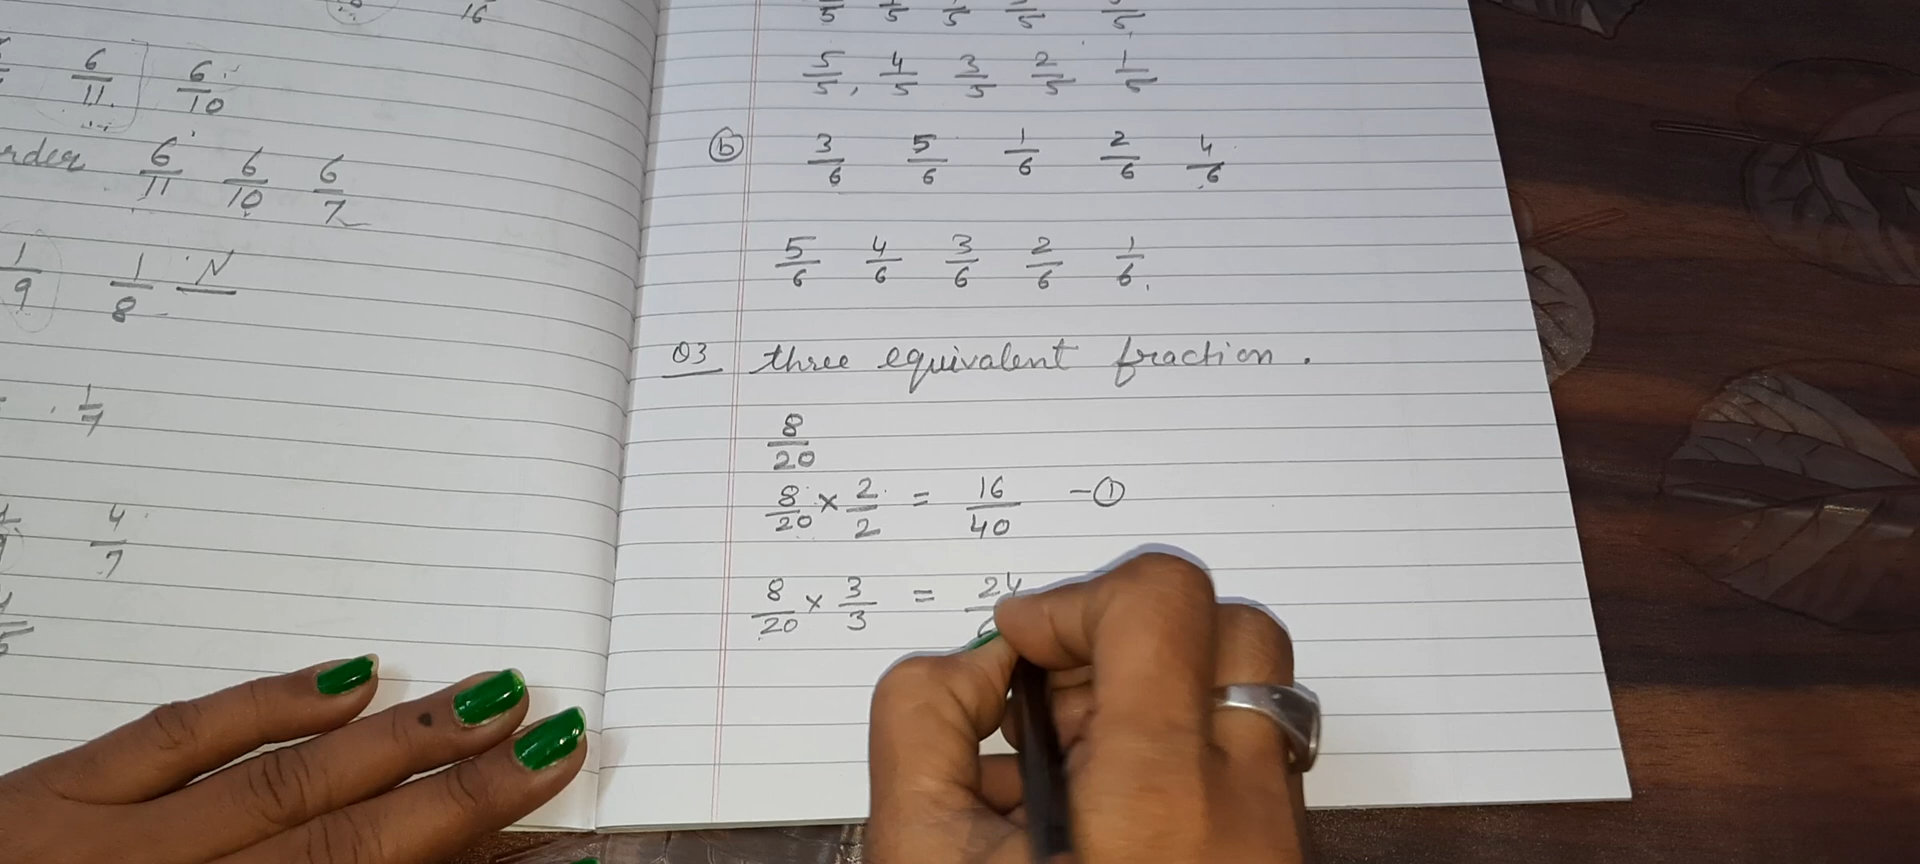 16
6/11 6/10
order 6/11 6/10 6/7
1/9 1/8 N
1/7
4/7
5/5, 4/5 3/5 2/5 1/5
(b) 3/6 5/6 1/6 2/6 4/6
5/6 4/6 3/6 2/6 1/6.
Q3 three equivalent fraction.
8/20
8/20 × 2/2 = 16/40 - (1)
8/20 × 3/3 = 24